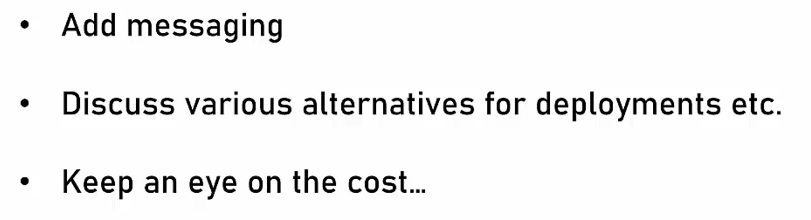 • Add messaging
• Discuss various alternatives for deployments etc.
• Keep an eye on the cost...